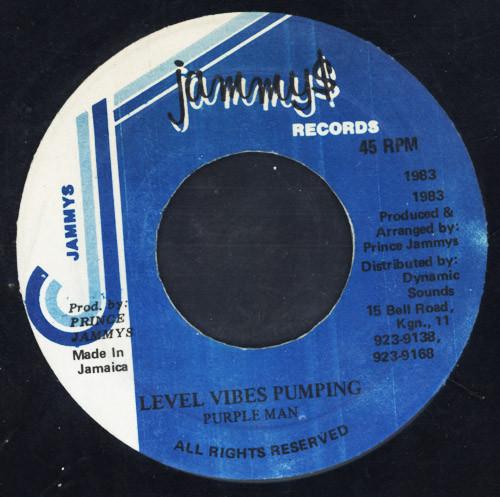 jammy$
RECORDS
45 RPM
JAMMYS
1983
1983
Produced &
Arranged by:
Prince Jammys
Distributed by:
Dynamic
Sounds
15 Bell Road,
Kgn., 11
923-9138,
923-9168
Prod. by:
PRINCE
JAMMYS
Made In
Jamaica
LEVEL VIBES PUMPING
PURPLE MAN
ALL RIGHTS RESERVED